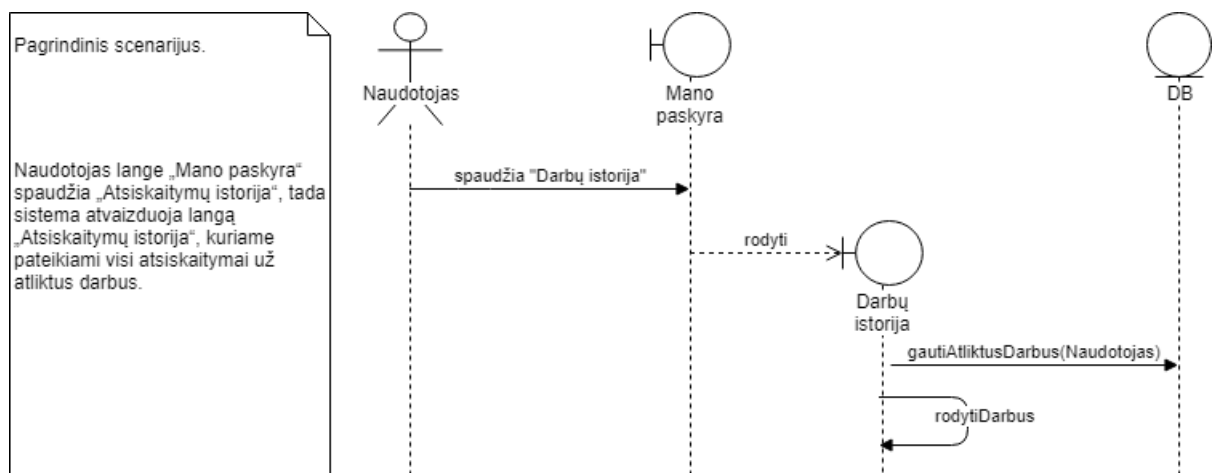 Pagrindinis scenarijus.
Naudotojas lange „Mano paskyra“
spaudžia „Atsiskaitymų istorija“, tada
sistema atvaizduoja langą
„Atsiskaitymų istorija“, kuriame
pateikiami visi atsiskaitymai už
atliktus darbus.
Naudotojas
Mano
paskyra
DB
spaudžia "Darbų istorija"
rodyti
Darbų
istorija
gautiAtliktusDarbus(Naudotojas)
rodytiDarbus